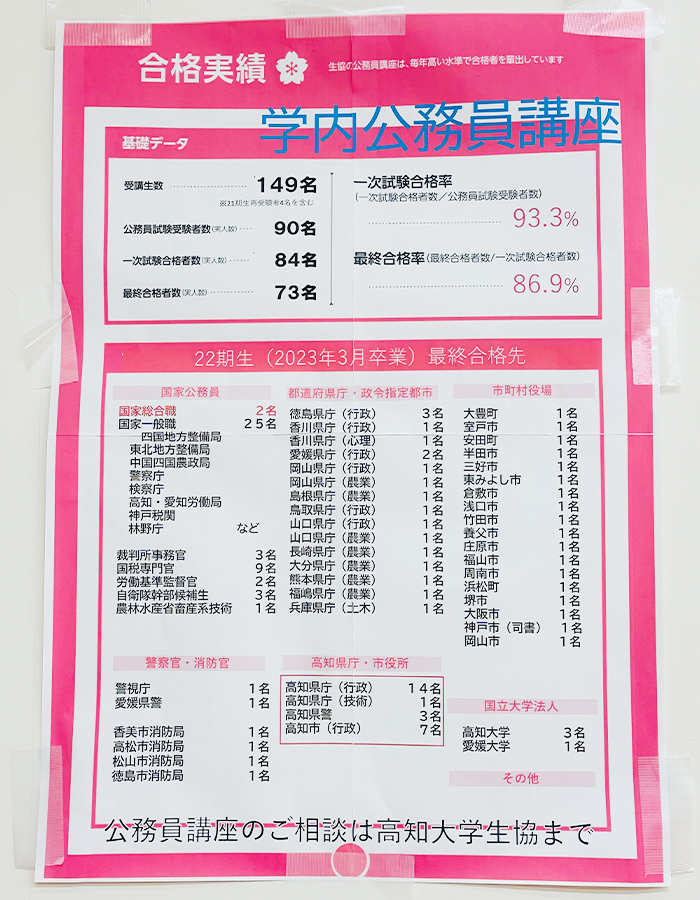 合格実績
生協の公務員講座は、毎年高い水準で合格者を輩出しています
学内公務員講座
基礎データ
受講生数 149名
※21期生再受験者4名を含む
公務員試験受験者数(実人数) 90名
一次試験合格者数(実人数) 84名
最終合格者数(実人数) 73名
一次試験合格率
(一次試験合格者数/公務員試験受験者数)
93.3%
最終合格率(最終合格者数/一次試験合格者数)
86.9%
22期生（2023年3月卒業）最終合格先
国家公務員
国家総合職 2名
国家一般職 25名
四国地方整備局
東北地方整備局
中国四国農政局
警察庁
検察庁
高知・愛知労働局
神戸税関
林野庁 など
裁判所事務官 3名
国税専門官 9名
労働基準監督官 2名
自衛隊幹部候補生 3名
農林水産省畜産系技術 1名
都道府県庁・政令指定都市
徳島県庁（行政） 3名
香川県庁（行政） 1名
香川県庁（心理） 1名
愛媛県庁（行政） 2名
岡山県庁（行政） 1名
岡山県庁（農業） 1名
島根県庁（農業） 1名
鳥取県庁（行政） 1名
山口県庁（行政） 1名
山口県庁（農業） 1名
長崎県庁（農業） 1名
大分県庁（農業） 1名
熊本県庁（農業） 1名
福嶋県庁（農業） 1名
兵庫県庁（土木） 1名
市町村役場
大豊町 1名
室戸市 1名
安田町 1名
半田市 1名
三好市 1名
東みよし市 1名
倉敷市 1名
浅口市 1名
竹田市 1名
養父市 1名
庄原市 1名
福山市 1名
周南市 1名
浜松町 1名
堺市 1名
大阪市 1名
神戸市（司書） 1名
岡山市 1名
警察官・消防官
警視庁 1名
愛媛県警 1名
香美市消防局 1名
高松市消防局 1名
松山市消防局 1名
徳島市消防局 1名
高知県庁・市役所
高知県庁（行政） 14名
高知県庁（技術） 1名
高知県警 3名
高知市（行政） 7名
国立大学法人
高知大学 3名
愛媛大学 1名
その他
公務員講座のご相談は高知大学生協まで